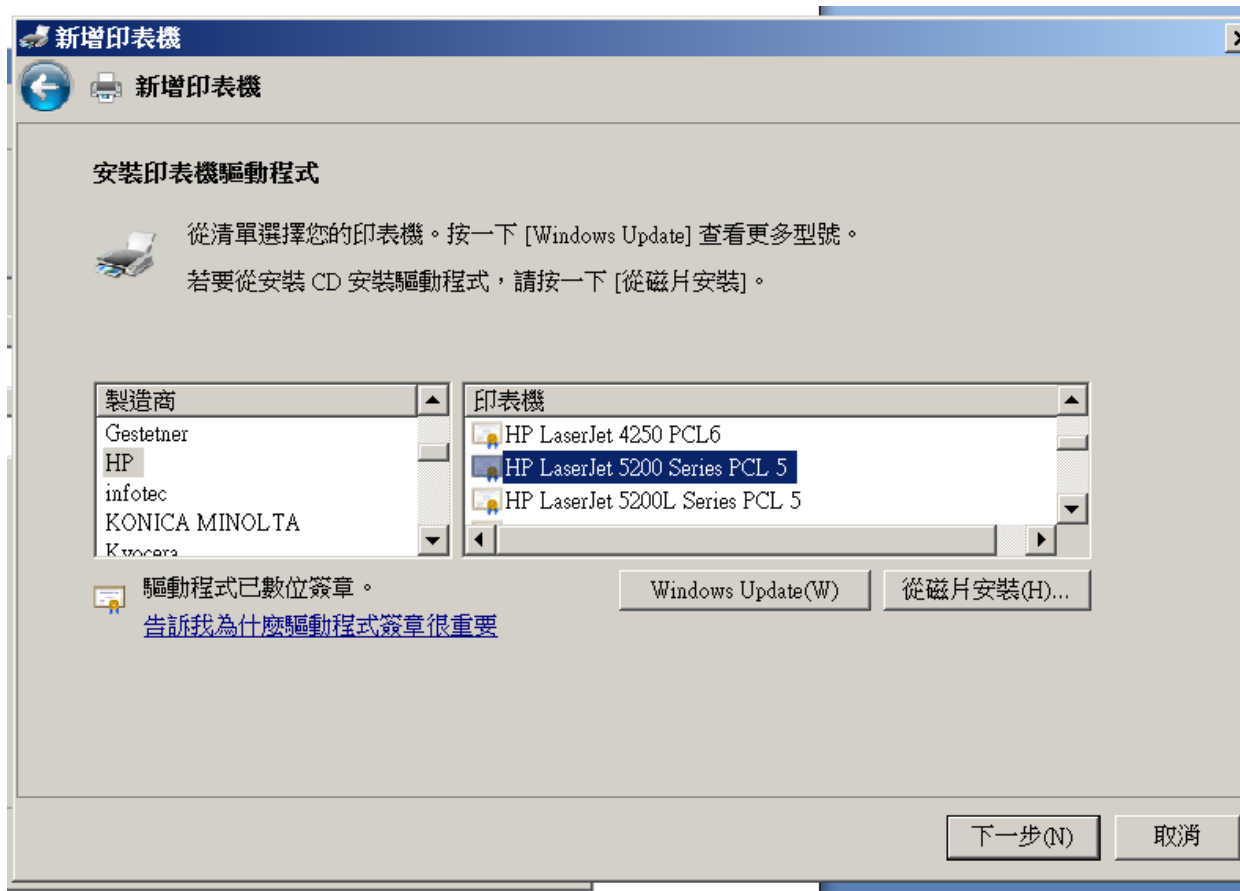 新增印表機
新增印表機
安裝印表機驅動程式
從清單選擇您的印表機。按一下 [Windows Update] 查看更多型號。
若要從安裝 CD 安裝驅動程式，請按一下 [從磁片安裝]。
製造商
Gestetner
HP
infotec
KONICA MINOLTA
Kyocera
印表機
HP LaserJet 4250 PCL6
HP LaserJet 5200 Series PCL 5
HP LaserJet 5200L Series PCL 5
驅動程式已數位簽章。
告訴我為什麼驅動程式簽章很重要
Windows Update(W)
從磁片安裝(H)...
下一步(N)
取消